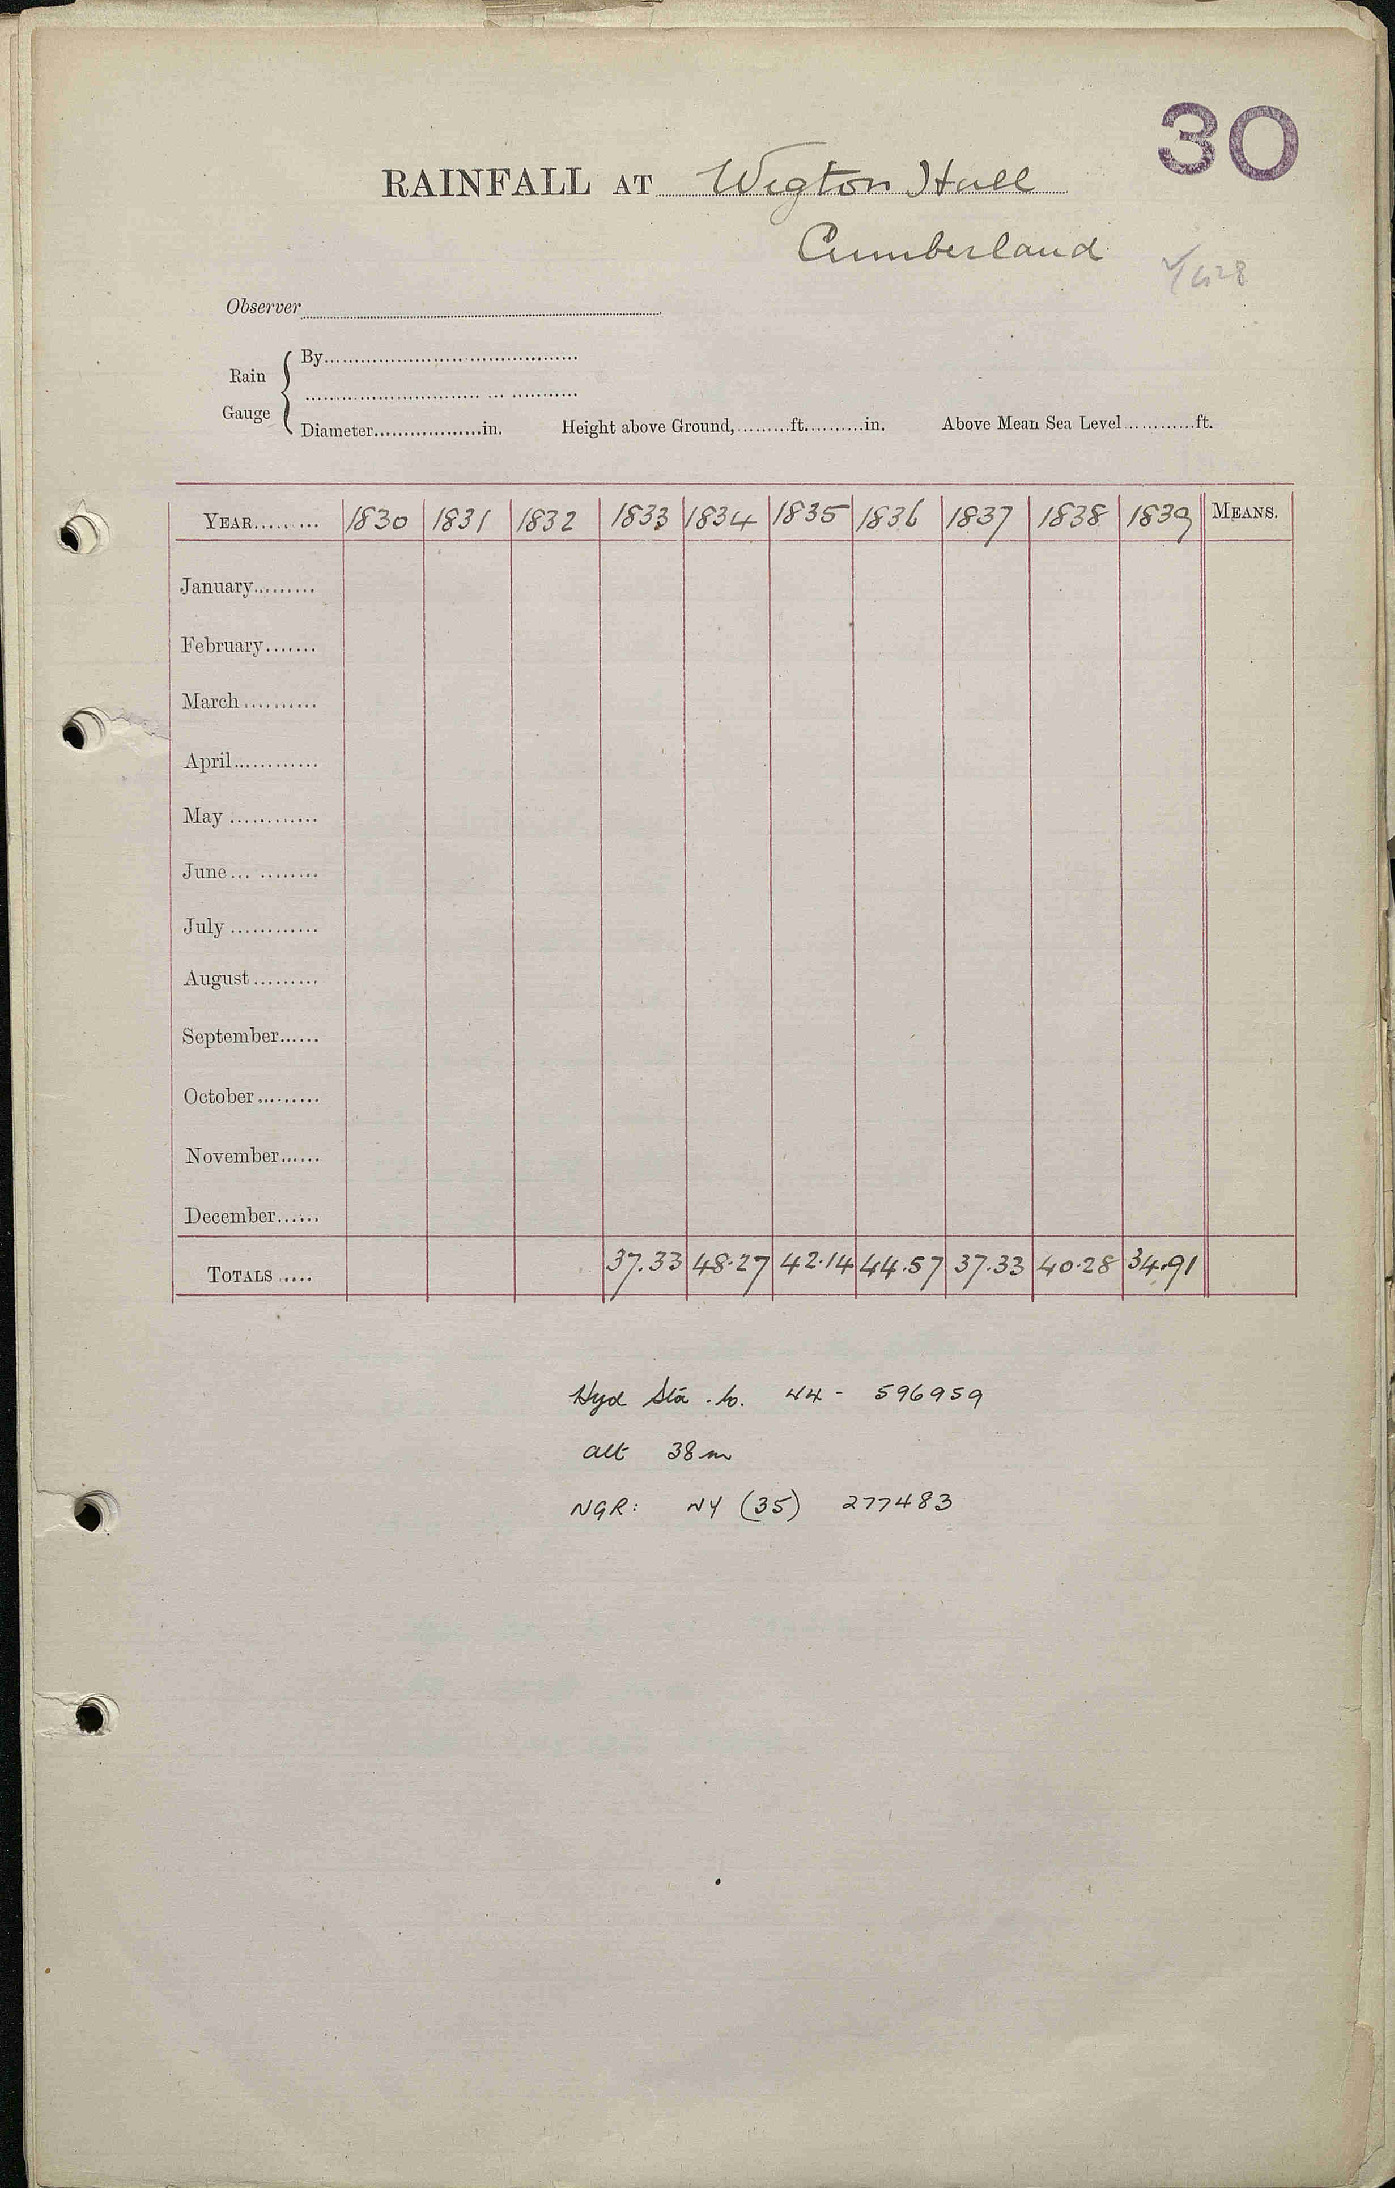 30
RAINFALL AT Wigton Hall
Cumberland
Observer
Rain Gauge
By
Diameter in. Height above Ground, ft. in. Above Mean Sea Level ft.
YEAR 1830 1831 1832 1833 1834 1835 1836 1837 1838 1839 MEANS.
January
February
March
April
May
June
July
August
September
October
November
December
TOTALS 37.33 48.27 42.14 44.57 37.33 40.28 34.91
Hyd Sta. No. 44 - 596959
alt 38m
NGR: NY (35) 277483